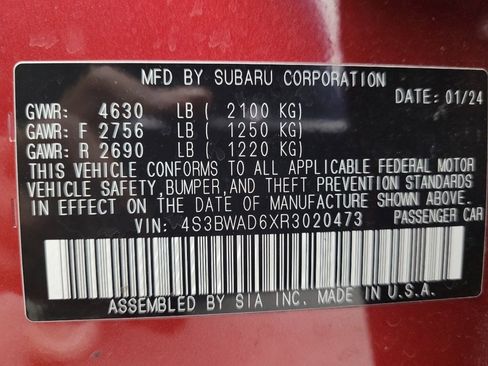 MFD BY SUBARU CORPORATION
DATE: 01/24
GVWR: 4630 LB ( 2100 KG)
GAWR: F 2756 LB ( 1250 KG)
GAWR: R 2690 LB ( 1220 KG)
THIS VEHICLE CONFORMS TO ALL APPLICABLE FEDERAL MOTOR
VEHICLE SAFETY,BUMPER,AND THEFT PREVENTION STANDARDS
IN EFFECT ON THE DATE OF MANUFACTURE SHOWN ABOVE.
VIN: 4S3BWAD6XR3020473 PASSENGER CAR
ASSEMBLED BY SIA INC. MADE IN U.S.A.